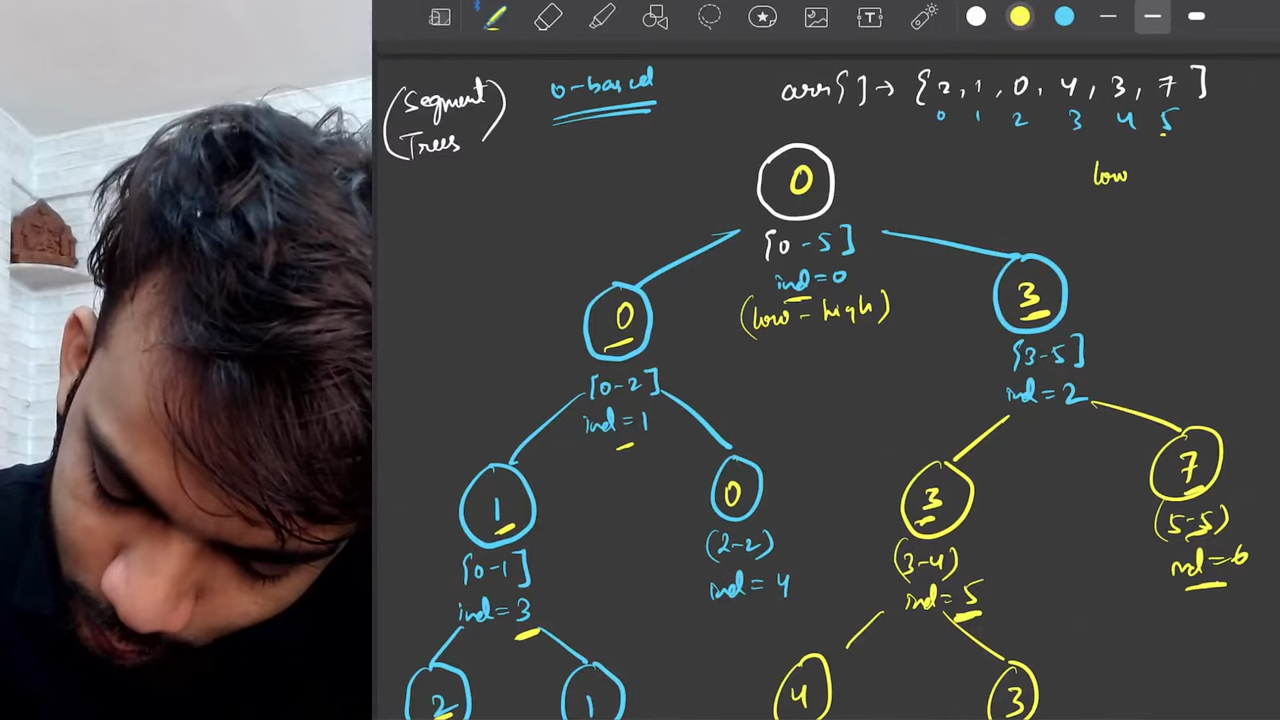 (Segment Trees)
0-based
arr[] → {2, 1, 0, 4, 3, 7]
0 1 2 3 4 5
low
0
[0-5]
ind=0
(low - high)
0
[0-2]
ind=1
3
[3-5]
ind=2
1
[0-1]
ind=3
0
(2-2)
ind=4
3
(3-4)
ind=5
7
(5-5)
ind=6
2
1
4
3
T